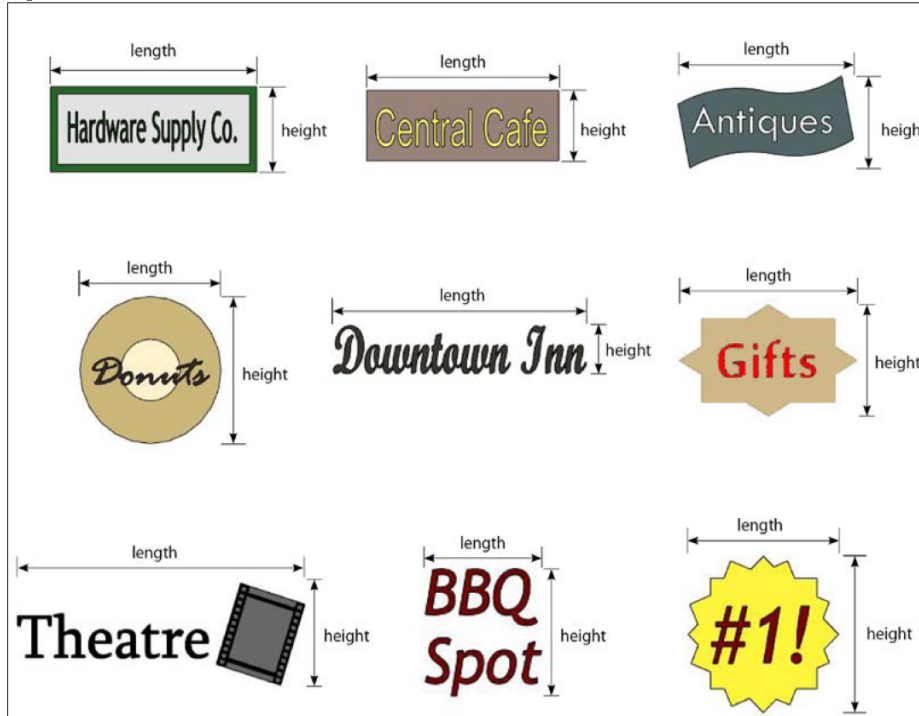 length
length
length
Hardware Supply Co.
height
Central Cafe
height
Antiques
height
length
length
length
Donuts
height
Downtown Inn
height
Gifts
height
length
length
length
Theatre
height
BBQ
Spot
height
#1!
height